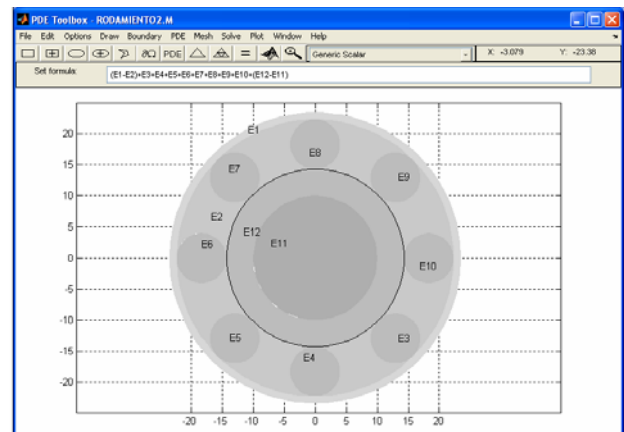 PDE Toolbox - RODAMIENTO2.M
File Edit Options Draw Boundary PDE Mesh Solve Plot Window Help
PDE = Generic Scalar X: -3.079 Y: -23.38
Set formula: (E1-E2)+E3+E4+E5+E6+E7+E8+E9+E10+(E12-E11)
20
15
10
5
0
-5
-10
-15
-20
E1
E8
E7
E9
E2
E12
E11
E6
E10
E5
E3
E4
-20 -15 -10 -5 0 5 10 15 20